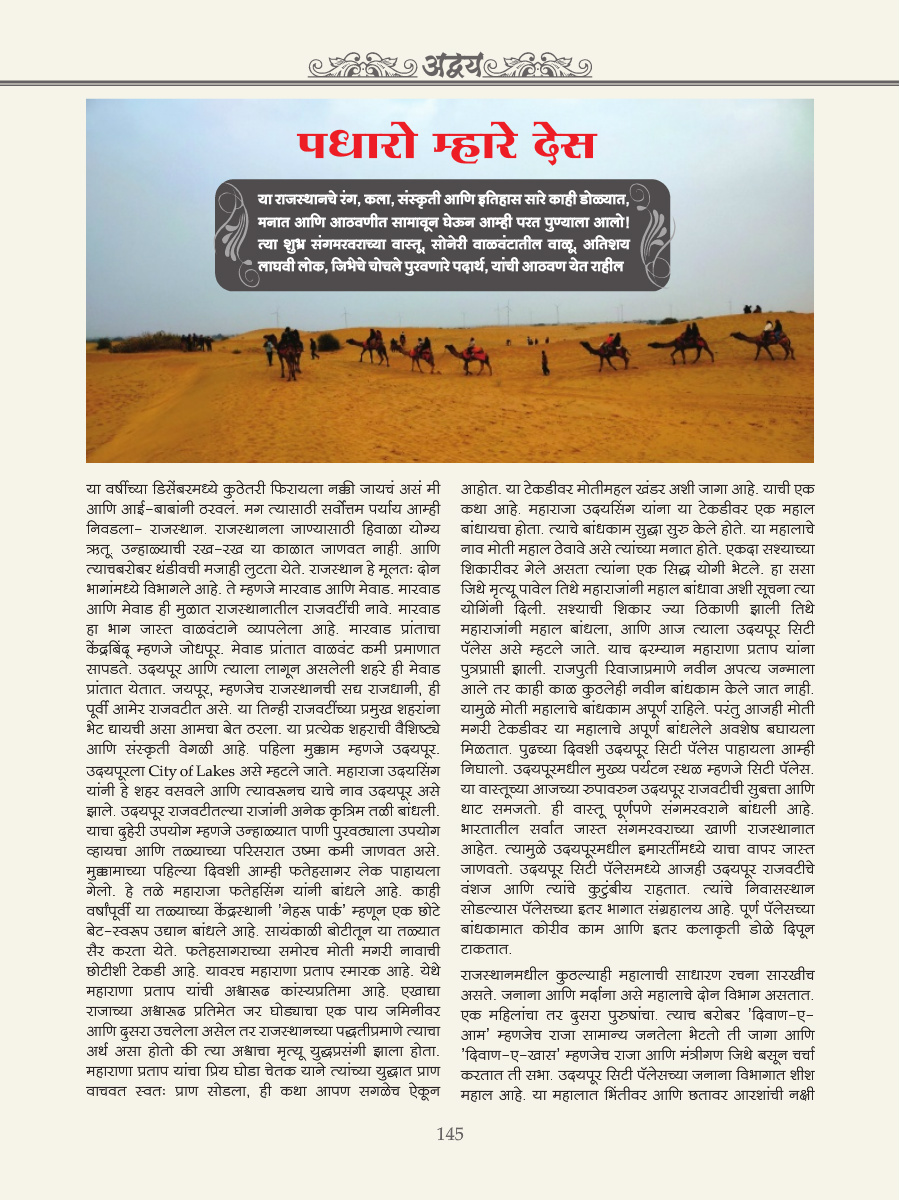 अद्वय
पधारो म्हारे देस
या राजस्थानचे रंग, कला, संस्कृती आणि इतिहास सारे काही डोळ्यात,
मनात आणि आठवणीत सामावून घेऊन आम्ही परत पुण्याला आलो!
त्या शुभ्र संगमरवराच्या वास्तू, सोनेरी वाळवंटातील वाळू, अतिशय
लाघवी लोक, जिभेचे चोचले पुरवणारे पदार्थ, यांची आठवण येत राहील
या वर्षीच्या डिसेंबरमध्ये कुठेतरी फिरायला नक्की जायचं असं मी
आणि आई-बाबांनी ठरवलं. मग त्यासाठी सर्वोत्तम पर्याय आम्ही
निवडला- राजस्थान. राजस्थानला जाण्यासाठी हिवाळा योग्य
ऋतू. उन्हाळ्याची रख-रख या काळात जाणवत नाही. आणि
त्याचबरोबर थंडीवची मजाही लुटता येते. राजस्थान हे मूलतः दोन
भागांमध्ये विभागले आहे. ते म्हणजे मारवाड आणि मेवाड. मारवाड
आणि मेवाड ही मुळात राजस्थानातील राजवटींची नावे. मारवाड
हा भाग जास्त वाळवंटाने व्यापलेला आहे. मारवाड प्रांताचा
केंद्रबिंदू म्हणजे जोधपूर. मेवाड प्रांतात वाळवंट कमी प्रमाणात
सापडते. उदयपूर आणि त्याला लागून असलेली शहरे ही मेवाड
प्रांतात येतात. जयपूर, म्हणजेच राजस्थानची सद्य राजधानी, ही
पूर्वी आमेर राजवटीत असे. या तिन्ही राजवटींच्या प्रमुख शहरांना
भेट द्यायची असा आमचा बेत ठरला. या प्रत्येक शहराची वैशिष्ट्ये
आणि संस्कृती वेगळी आहे. पहिला मुक्काम म्हणजे उदयपूर.
उदयपूरला City of Lakes असे म्हटले जाते. महाराजा उदयसिंग
यांनी हे शहर वसवले आणि त्यावरूनच याचे नाव उदयपूर असे
झाले. उदयपूर राजवटीतल्या राजांनी अनेक कृत्रिम तळी बांधली.
याचा दुहेरी उपयोग म्हणजे उन्हाळ्यात पाणी पुरवठ्याला उपयोग
व्हायचा आणि तळ्याच्या परिसरात उष्मा कमी जाणवत असे.
मुक्कामाच्या पहिल्या दिवशी आम्ही फतेहसागर लेक पाहायला
गेलो. हे तळे महाराजा फतेहसिंग यांनी बांधले आहे. काही
वर्षांपूर्वी या तळ्याच्या केंद्रस्थानी 'नेहरू पार्क' म्हणून एक छोटे
बेट-स्वरूप उद्यान बांधले आहे. सायंकाळी बोटीतून या तळ्यात
सैर करता येते. फतेहसागराच्या समोरच मोती मगरी नावाची
छोटीशी टेकडी आहे. यावरच महाराणा प्रताप स्मारक आहे. येथे
महाराणा प्रताप यांची अश्वारूढ कांस्यप्रतिमा आहे. एखाद्या
राजाच्या अश्वारूढ प्रतिमेत जर घोड्याचा एक पाय जमिनीवर
आणि दुसरा उचलेला असेल तर राजस्थानच्या पद्धतीप्रमाणे त्याचा
अर्थ असा होतो की त्या अश्वाचा मृत्यू युद्धप्रसंगी झाला होता.
महाराणा प्रताप यांचा प्रिय घोडा चेतक याने त्यांच्या युद्धात प्राण
वाचवत स्वतः प्राण सोडला, ही कथा आपण सगळेच ऐकून
आहोत. या टेकडीवर मोतीमहल खंडर अशी जागा आहे. याची एक
कथा आहे. महाराजा उदयसिंग यांना या टेकडीवर एक महाल
बांधायचा होता. त्याचे बांधकाम सुद्धा सुरु केले होते. या महालाचे
नाव मोती महाल ठेवावे असे त्यांच्या मनात होते. एकदा सश्याच्या
शिकारीवर गेले असता त्यांना एक सिद्ध योगी भेटले. हा ससा
जिथे मृत्यू पावेल तिथे महाराजांनी महाल बांधावा अशी सूचना त्या
योगिंनी दिली. सश्याची शिकार ज्या ठिकाणी झाली तिथे
महाराजांनी महाल बांधला, आणि आज त्याला उदयपूर सिटी
पॅलेस असे म्हटले जाते. याच दरम्यान महाराणा प्रताप यांना
पुत्रप्राप्ती झाली. राजपुती रिवाजाप्रमाणे नवीन अपत्य जन्माला
आले तर काही काळ कुठलेही नवीन बांधकाम केले जात नाही.
यामुळे मोती महालाचे बांधकाम अपूर्ण राहिले. परंतु आजही मोती
मगरी टेकडीवर या महालाचे अपूर्ण बांधलेले अवशेष बघायला
मिळतात. पुढच्या दिवशी उदयपूर सिटी पॅलेस पाहायला आम्ही
निघालो. उदयपूरमधील मुख्य पर्यटन स्थळ म्हणजे सिटी पॅलेस.
या वास्तूच्या आजच्या रुपावरुन उदयपूर राजवटीची सुबत्ता आणि
थाट समजतो. ही वास्तू पूर्णपणे संगमरवराने बांधली आहे.
भारतातील सर्वात जास्त संगमरवराच्या खाणी राजस्थानात
आहेत. त्यामुळे उदयपूरमधील इमारतींमध्ये याचा वापर जास्त
जाणवतो. उदयपूर सिटी पॅलेसमध्ये आजही उदयपूर राजवटीचे
वंशज आणि त्यांचे कुटुंबीय राहतात. त्यांचे निवासस्थान
सोडल्यास पॅलेसच्या इतर भागात संग्रहालय आहे. पूर्ण पॅलेसच्या
बांधकामात कोरीव काम आणि इतर कलाकृती डोळे दिपून
टाकतात.
राजस्थानमधील कुठल्याही महालाची साधारण रचना सारखीच
असते. जनाना आणि मर्दाना असे महालाचे दोन विभाग असतात.
एक महिलांचा तर दुसरा पुरुषांचा. त्याच बरोबर 'दिवाण-ए-
आम' म्हणजेच राजा सामान्य जनतेला भेटतो ती जागा आणि
'दिवाण-ए-खास' म्हणजेच राजा आणि मंत्रीगण जिथे बसून चर्चा
करतात ती सभा. उदयपूर सिटी पॅलेसच्या जनाना विभागात शीश
महाल आहे. या महालात भिंतीवर आणि छतावर आरशांची नक्षी
145